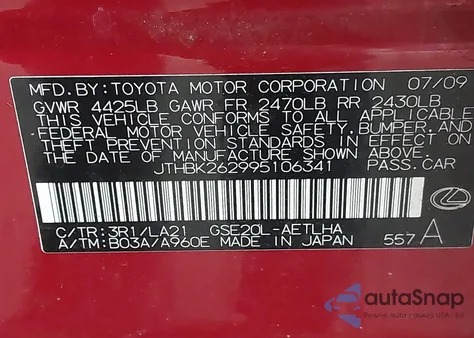 MFD. BY: TOYOTA MOTOR CORPORATION 07/09
GVWR 4425LB GAWR FR 2470LB RR 2430LB
THIS VEHICLE CONFORMS TO ALL APPLICABLE
FEDERAL MOTOR VEHICLE SAFETY, BUMPER, AND
THEFT PREVENTION STANDARDS IN EFFECT ON
THE DATE OF MANUFACTURE SHOWN ABOVE.
JTHBK262995106341 PASS. CAR
C/TR: 3R1/LA21 GSE20L-AETLHA
A/TM: B03A/A960E MADE IN JAPAN 557 A
autoSnap